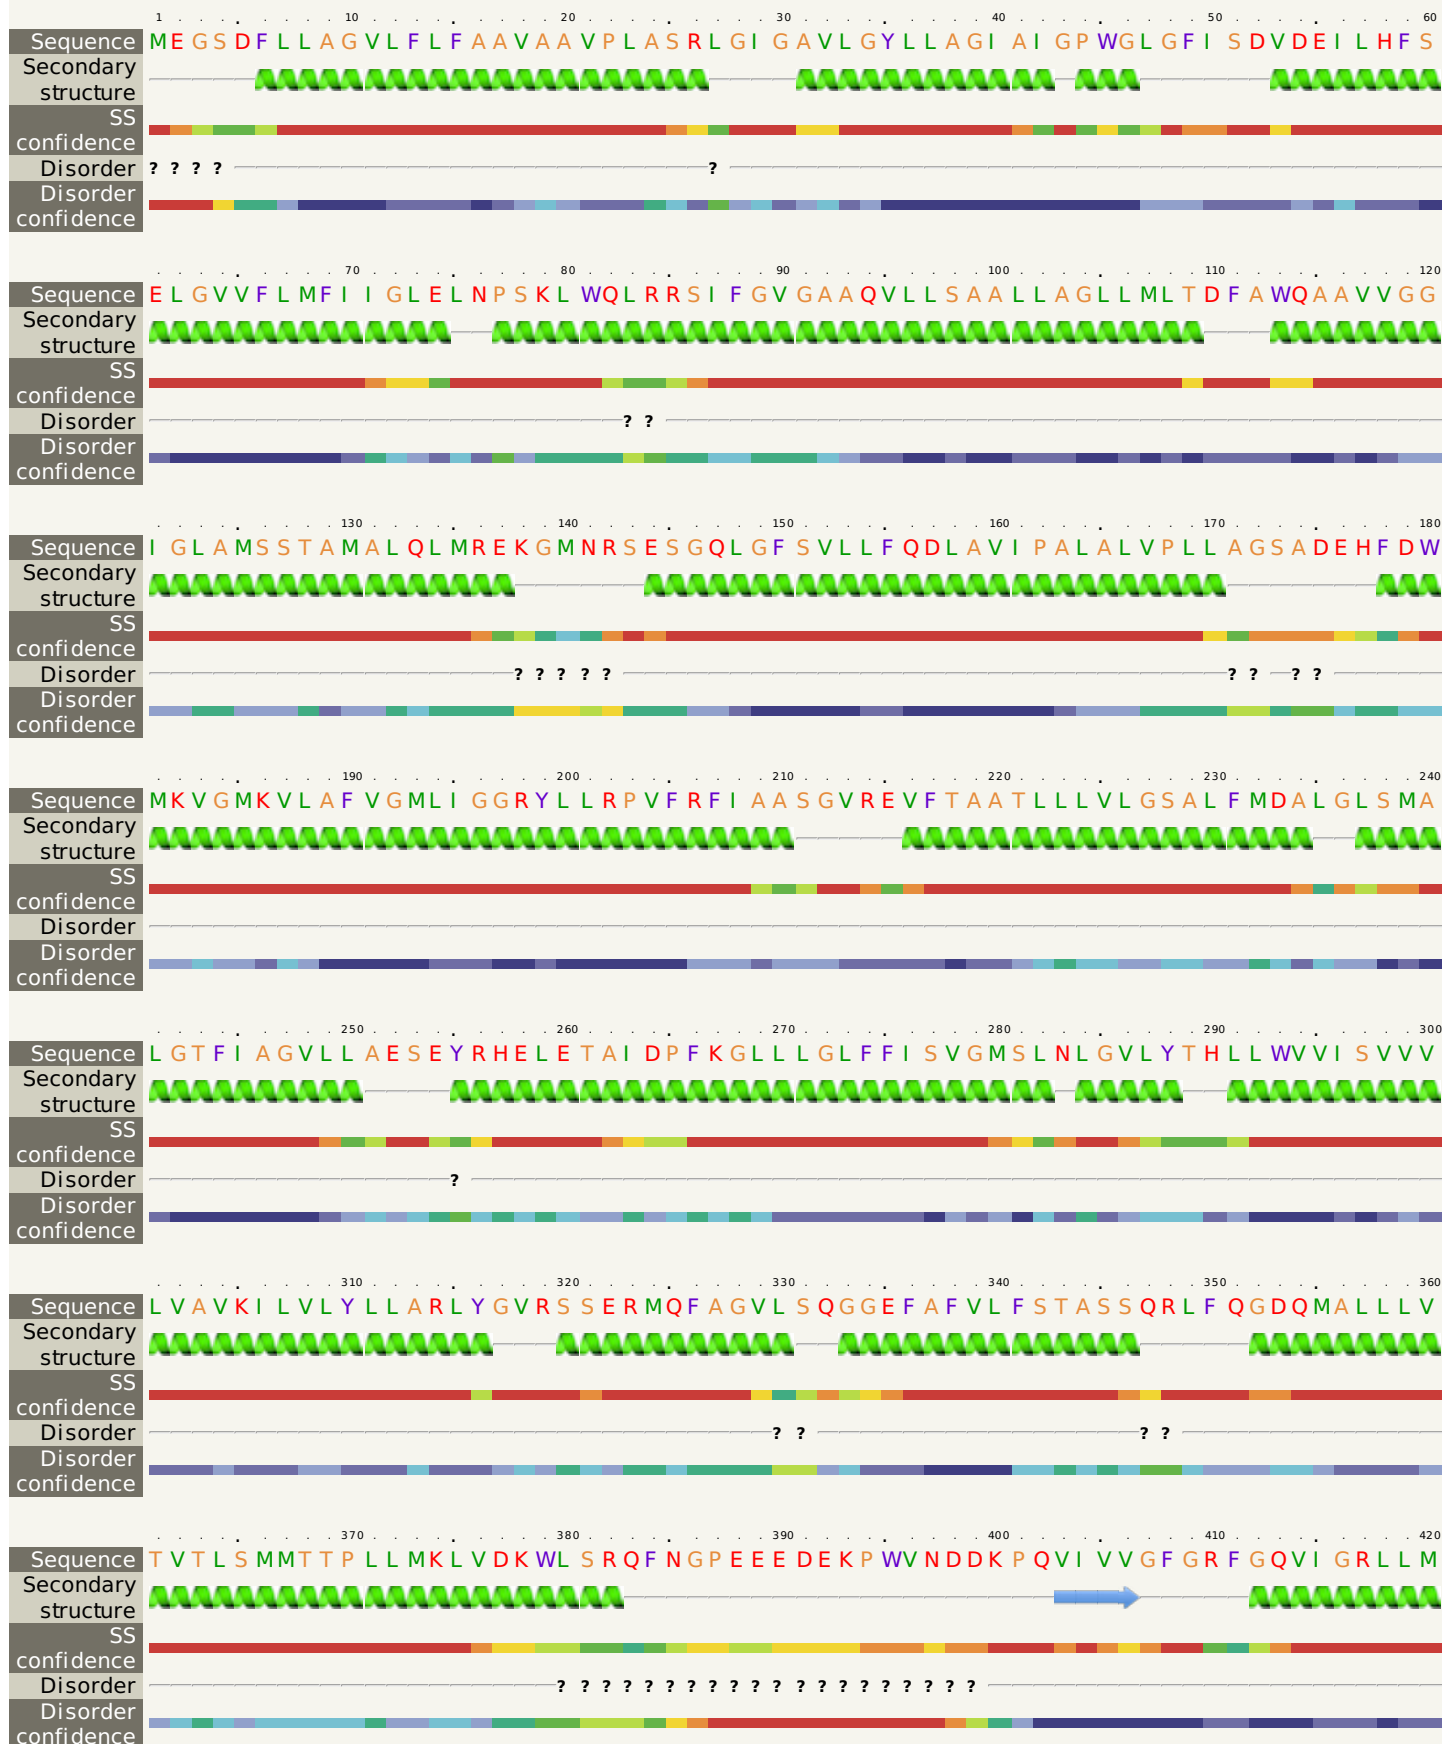 1 . . . . 10 . . . . 20 . . . . 30 . . . . 40 . . . . 50 . . . . 60
Sequence MEGSDFLLAGVLFLFAAVAAVPLASRLGIGAVLGYLLAGIAIGPWGLGFISDVDEILHFS
Secondary
structure
SS
confidence
Disorder ? ? ? ? ?
Disorder
confidence
. . . . 70 . . . . 80 . . . . 90 . . . . 100 . . . . 110 . . . . 120
Sequence ELGVVFLMFIIGLELNPSKLWQLRRSIFGVGAAQVLLSAALLAGLLMLTDFAWQAAVVGG
Secondary
structure
SS
confidence
Disorder ? ?
Disorder
confidence
. . . . 130 . . . . 140 . . . . 150 . . . . 160 . . . . 170 . . . . 180
Sequence IGLAMSSTAMALQLMREKGMNRSESGQLGFSVLLFQDLAVIPALALVPLLAGSADEHFDW
Secondary
structure
SS
confidence
Disorder ? ? ? ? ? ? ? ? ?
Disorder
confidence
. . . . 190 . . . . 200 . . . . 210 . . . . 220 . . . . 230 . . . . 240
Sequence MKVGMKVLAFVGMLIGGRYLLRPVFRFIAASGVREVFTAATLLLVLGSALFMDALGLSMA
Secondary
structure
SS
confidence
Disorder
Disorder
confidence
. . . . 250 . . . . 260 . . . . 270 . . . . 280 . . . . 290 . . . . 300
Sequence LGTFIAGVLLAESEYRHELETAIDPFKGLLLGLFFISVGMSLNLGVLYTHLLWVVISVVV
Secondary
structure
SS
confidence
Disorder ?
Disorder
confidence
. . . . 310 . . . . 320 . . . . 330 . . . . 340 . . . . 350 . . . . 360
Sequence LVAVKILVLYLLARLYGVRSSERMQFAGVLSQGGEFAFVLFSTASSQRLFQGDQMALLLV
Secondary
structure
SS
confidence
Disorder ? ? ? ?
Disorder
confidence
. . . . 370 . . . . 380 . . . . 390 . . . . 400 . . . . 410 . . . . 420
Sequence TVTLSMMTTPLLMKLVDKWLSRQFNGPEEEDEKPWVNDDKPQVIVVGFGRFGQVIGRLLM
Secondary
structure
SS
confidence
Disorder ? ? ? ? ? ? ? ? ? ? ? ? ? ? ? ? ? ? ? ?
Disorder
confidence